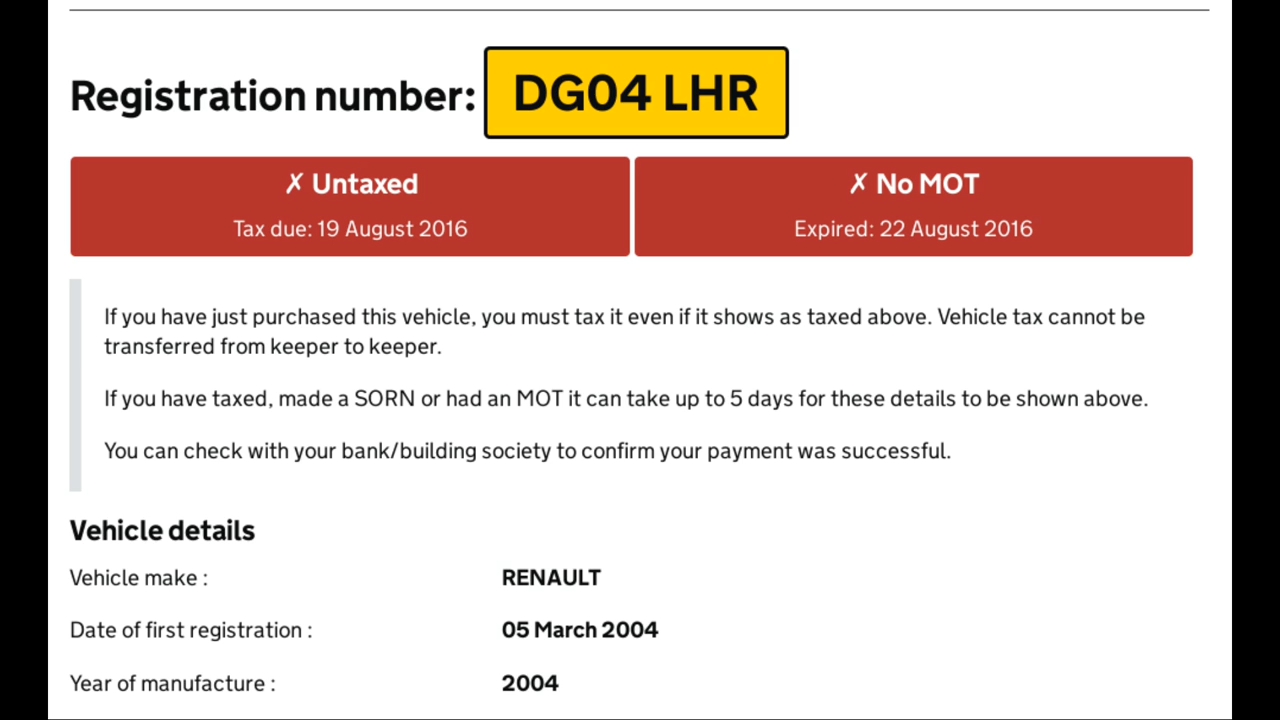 Registration number: DG04 LHR
✗ Untaxed
Tax due: 19 August 2016
✗ No MOT
Expired: 22 August 2016
If you have just purchased this vehicle, you must tax it even if it shows as taxed above. Vehicle tax cannot be
transferred from keeper to keeper.
If you have taxed, made a SORN or had an MOT it can take up to 5 days for these details to be shown above.
You can check with your bank/building society to confirm your payment was successful.
Vehicle details
Vehicle make : RENAULT
Date of first registration : 05 March 2004
Year of manufacture : 2004